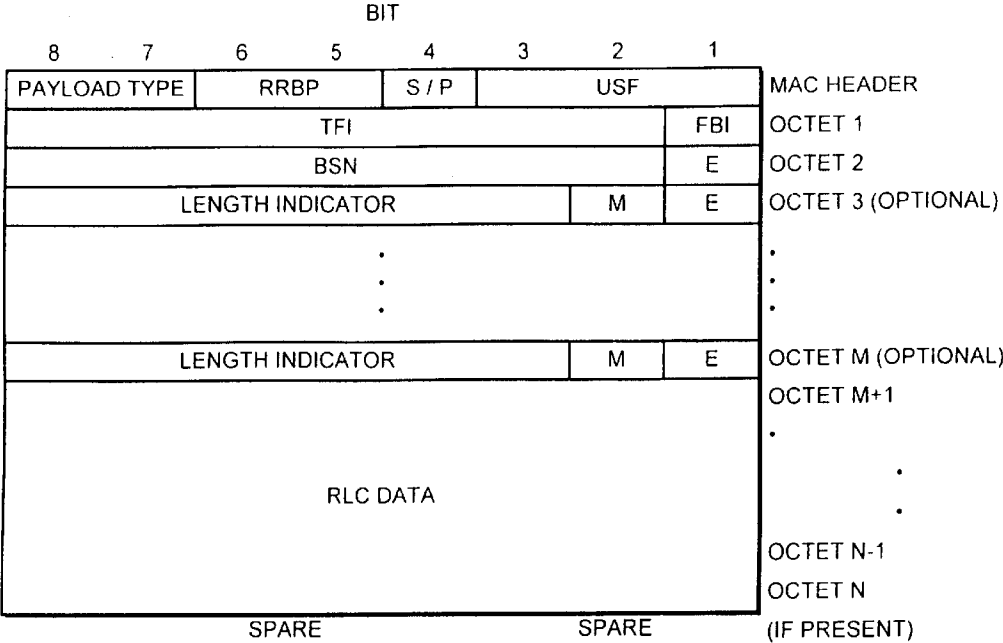 BIT
8 7 6 5 4 3 2 1
PAYLOAD TYPE RRBP S / P USF MAC HEADER
TFI FBI OCTET 1
BSN E OCTET 2
LENGTH INDICATOR M E OCTET 3 (OPTIONAL)
LENGTH INDICATOR M E OCTET M (OPTIONAL)
OCTET M+1
RLC DATA
OCTET N-1
OCTET N
SPARE SPARE (IF PRESENT)